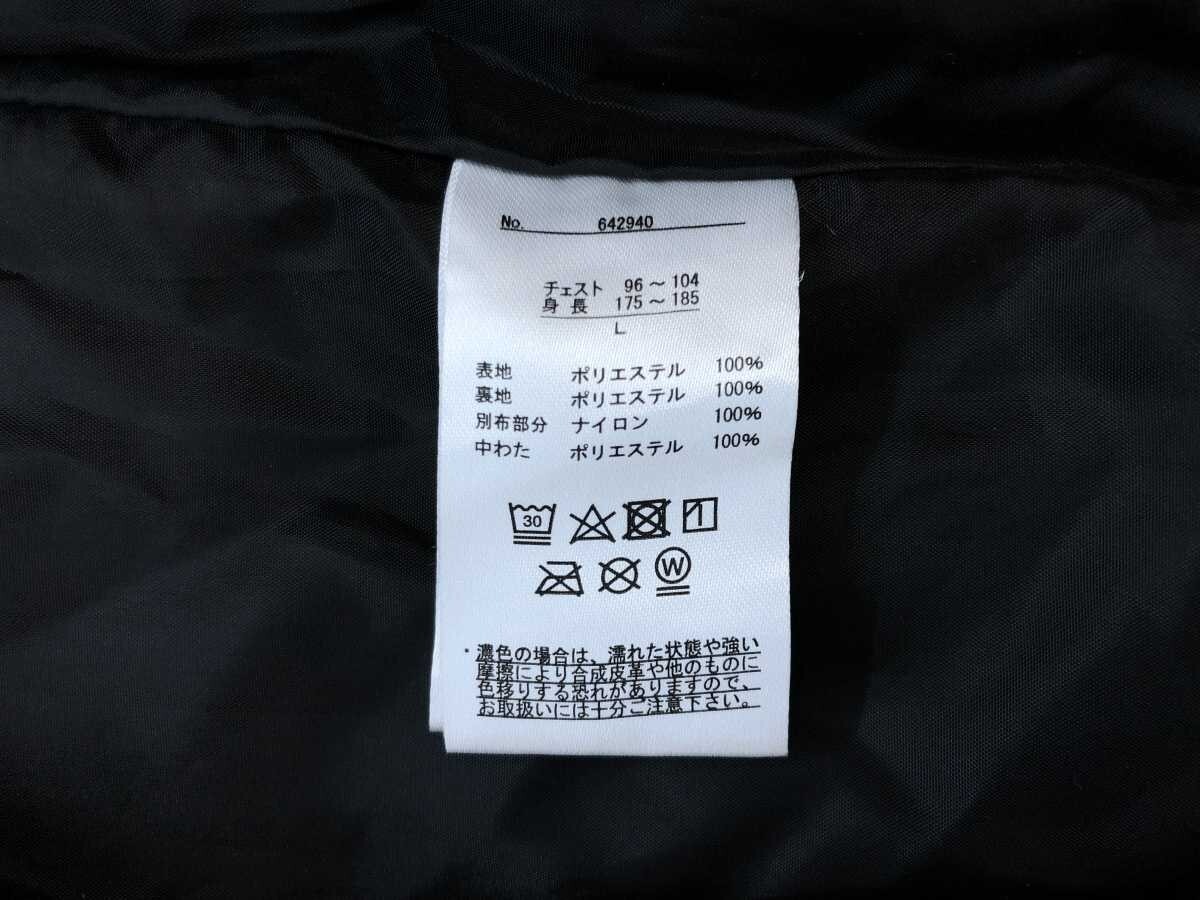 No. 642940
チェスト 96～104
身長 175～185
L
表地 ポリエステル 100%
裏地 ポリエステル 100%
別布部分 ナイロン 100%
中わた ポリエステル 100%
30
W
・濃色の場合は、濡れた状態や強い
摩擦により合成皮革や他のものに
色移りする恐れがありますので、
お取扱いには十分ご注意下さい。